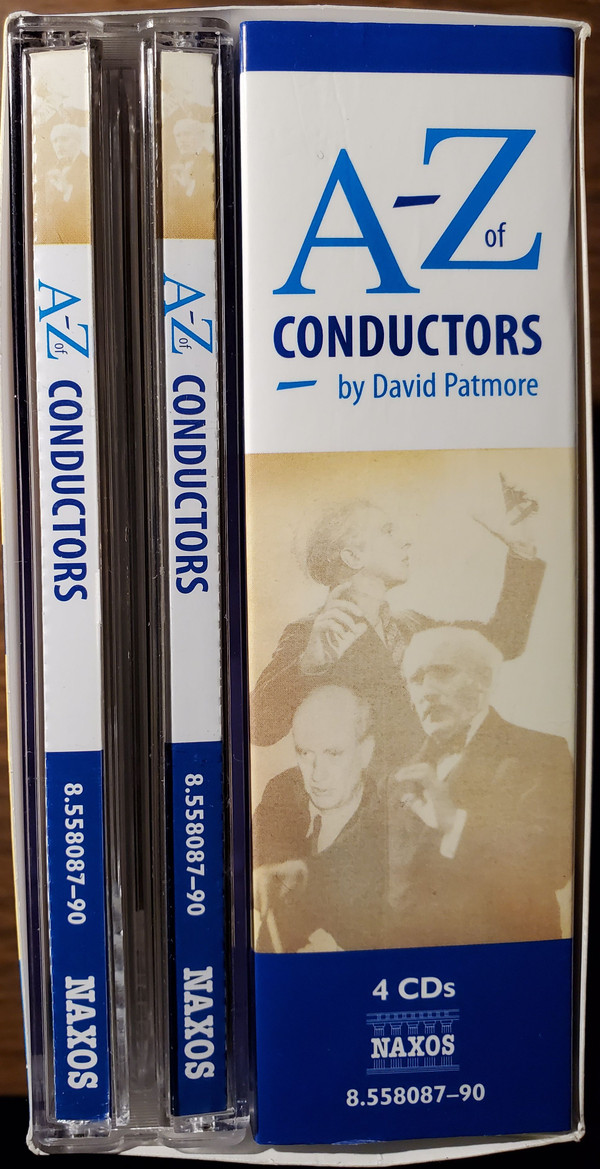 A-Z of
CONDUCTORS
8.558087–90
NAXOS
A-Z of
CONDUCTORS
8.558087–90
NAXOS
A-Z
of
CONDUCTORS
– by David Patmore
4 CDs
NAXOS
8.558087–90